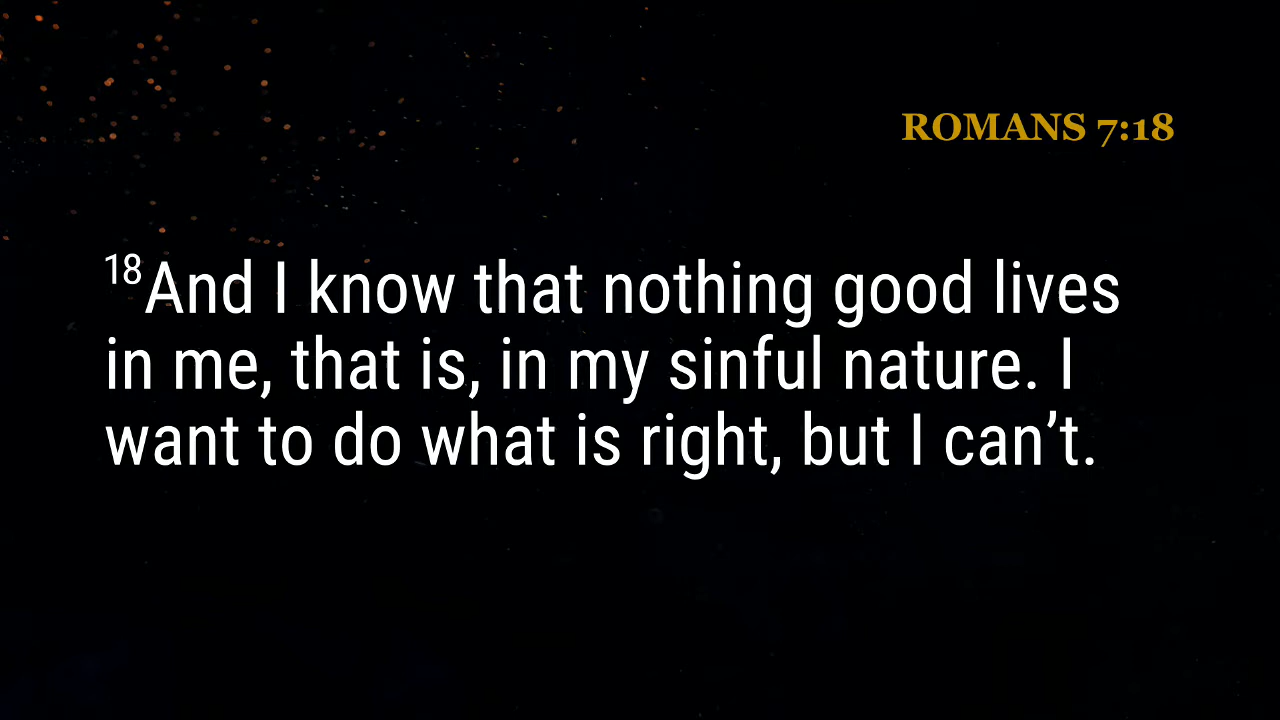 ROMANS 7:18
18And I know that nothing good lives
in me, that is, in my sinful nature. I
want to do what is right, but I can’t.